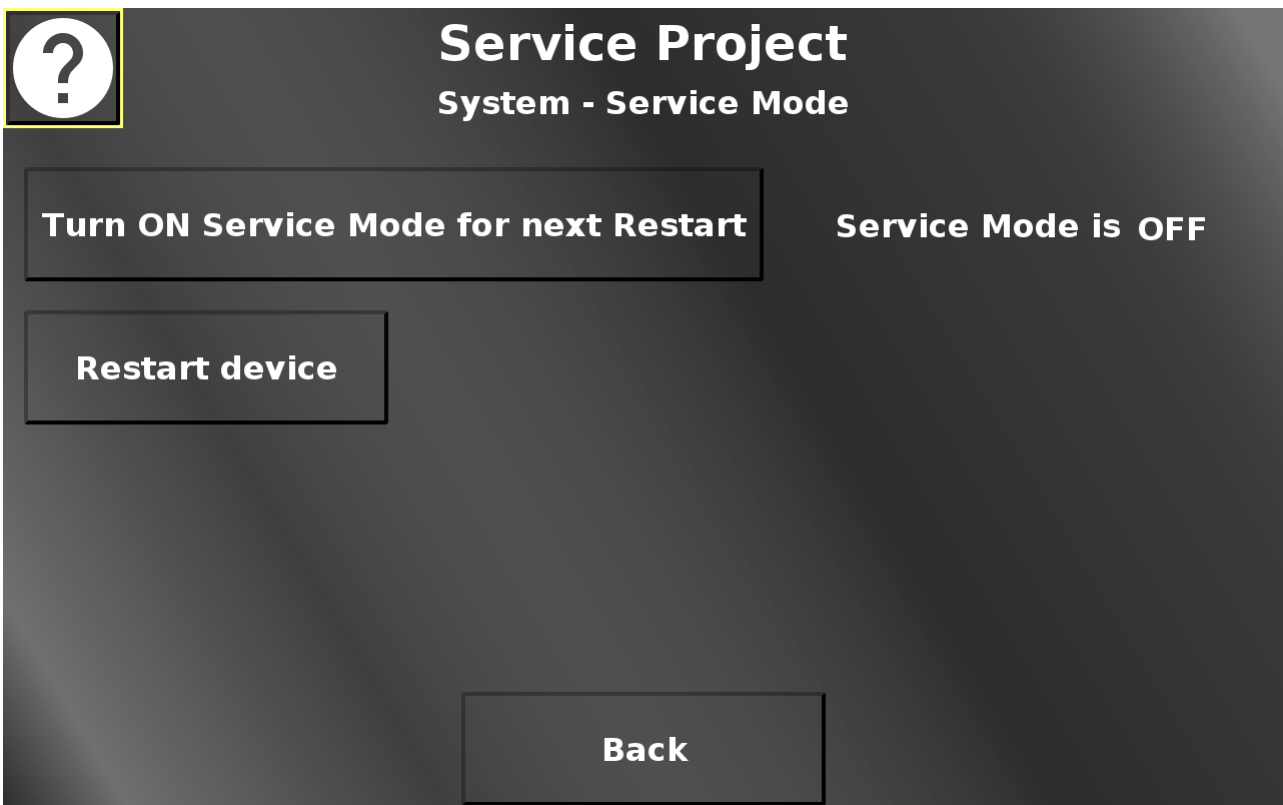 ?
Service Project
System - Service Mode
Turn ON Service Mode for next Restart
Service Mode is OFF
Restart device
Back